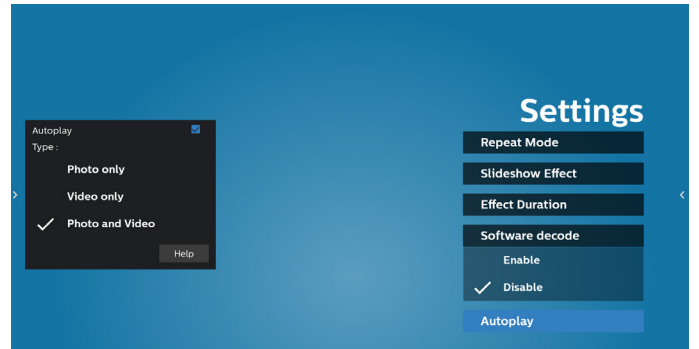 Settings
Autoplay
Type :
Photo only
Video only
Photo and Video
Help
Repeat Mode
Slideshow Effect
Effect Duration
Software decode
Enable
Disable
Autoplay